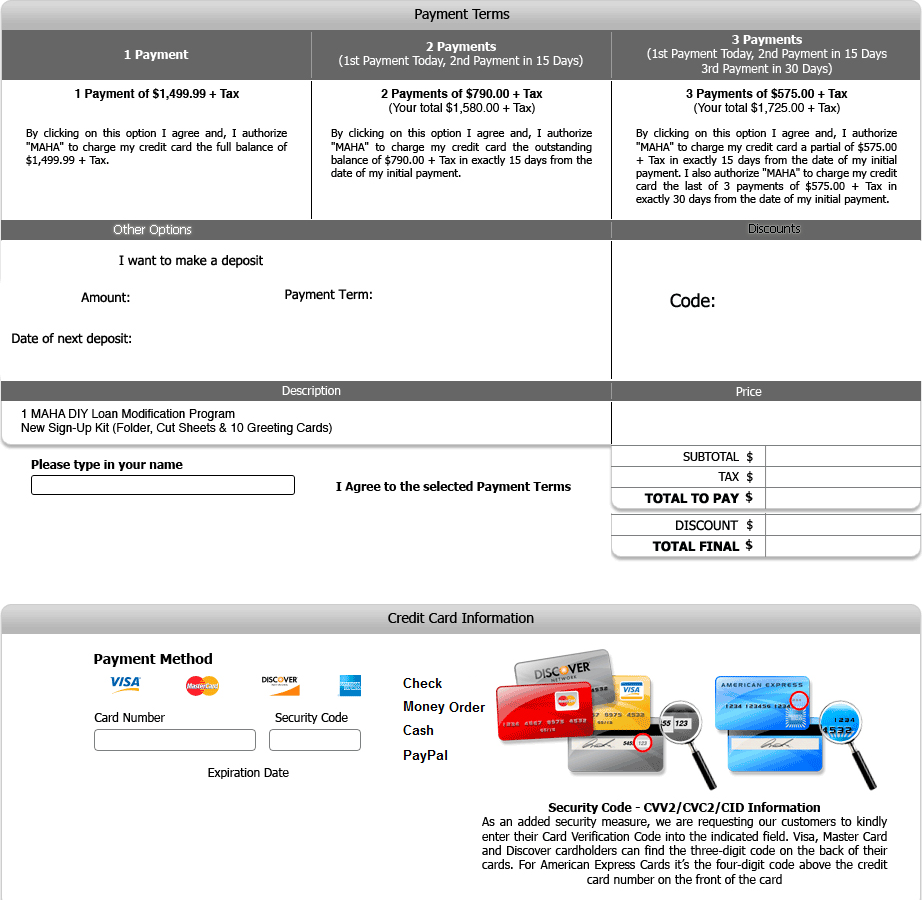 Payment Terms
1 Payment
2 Payments
(1st Payment Today, 2nd Payment in 15 Days)
3 Payments
(1st Payment Today, 2nd Payment in 15 Days
3rd Payment in 30 Days)
1 Payment of $1,499.99 + Tax
By clicking on this option I agree and, I authorize
"MAHA" to charge my credit card the full balance of
$1,499.99 + Tax.
2 Payments of $790.00 + Tax
(Your total $1,580.00 + Tax)
By clicking on this option I agree and, I authorize
"MAHA" to charge my credit card the outstanding
balance of $790.00 + Tax in exactly 15 days from the
date of my initial payment.
3 Payments of $575.00 + Tax
(Your total $1,725.00 + Tax)
By clicking on this option I agree and, I authorize
"MAHA" to charge my credit card a partial of $575.00
+ Tax in exactly 15 days from the date of my initial
payment. I also authorize "MAHA" to charge my credit
card the last of 3 payments of $575.00 + Tax in
exactly 30 days from the date of my initial payment.
Other Options
Discounts
I want to make a deposit
Amount:
Payment Term:
Code:
Date of next deposit:
Description
Price
1 MAHA DIY Loan Modification Program
New Sign-Up Kit (Folder, Cut Sheets & 10 Greeting Cards)
SUBTOTAL $
TAX $
TOTAL TO PAY $
DISCOUNT $
TOTAL FINAL $
Please type in your name
I Agree to the selected Payment Terms
Credit Card Information
Payment Method
VISA
MasterCard
DISCOVER
Card Number
Security Code
Expiration Date
Check
Money Order
Cash
PayPal
DISCOVER
NETWORK
MasterCard
VISA
123
123
AMERICAN EXPRESS
1234
Security Code - CVV2/CVC2/CID Information
As an added security measure, we are requesting our customers to kindly
enter their Card Verification Code into the indicated field. Visa, Master Card
and Discover cardholders can find the three-digit code on the back of their
cards. For American Express Cards it's the four-digit code above the credit
card number on the front of the card